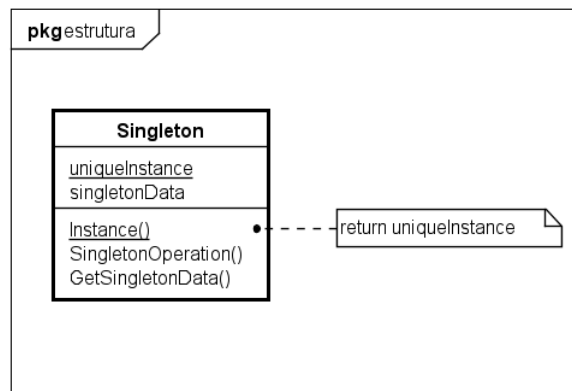 pkg estrutura
Singleton
uniqueInstance
singletonData
Instance()
return uniqueInstance
SingletonOperation()
GetSingletonData()